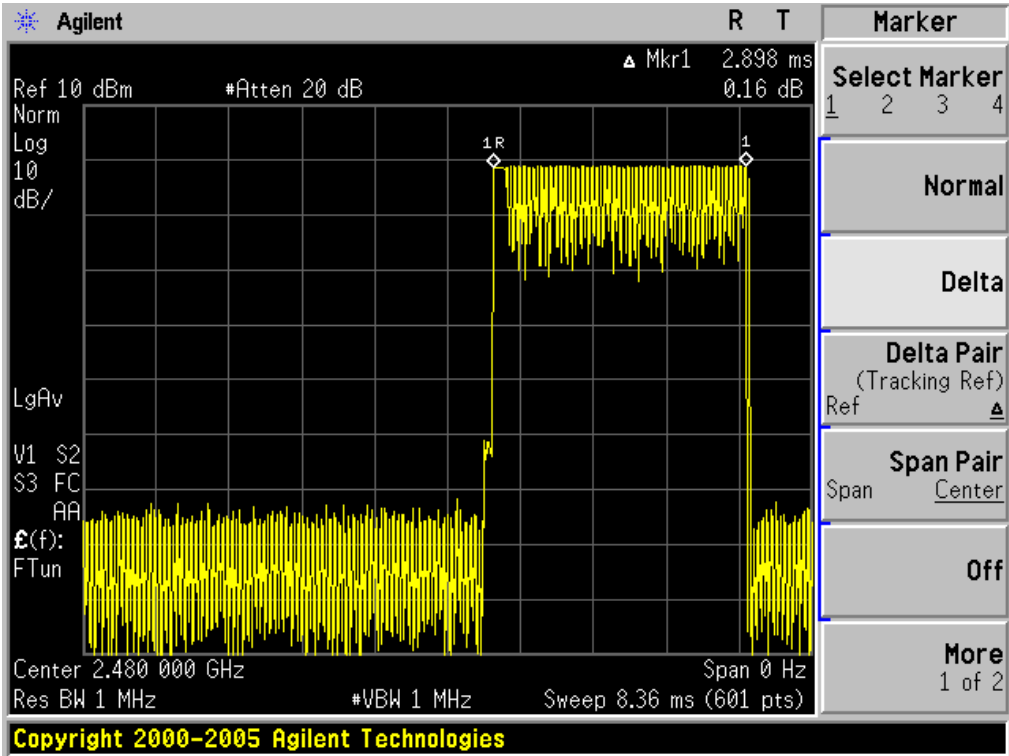 Agilent R T Marker
Δ Mkr1 2.898 ms
Ref 10 dBm #Atten 20 dB 0.16 dB
Norm
Log
10
dB/
1R
1
LgAv
V1 S2
S3 FC
AA
£(f):
FTun
Center 2.480 000 GHz Span 0 Hz
Res BW 1 MHz #VBW 1 MHz Sweep 8.36 ms (601 pts)
Select Marker
1 2 3 4
Normal
Delta
Delta Pair
(Tracking Ref)
Ref Δ
Span Pair
Span Center
Off
More
1 of 2
Copyright 2000-2005 Agilent Technologies